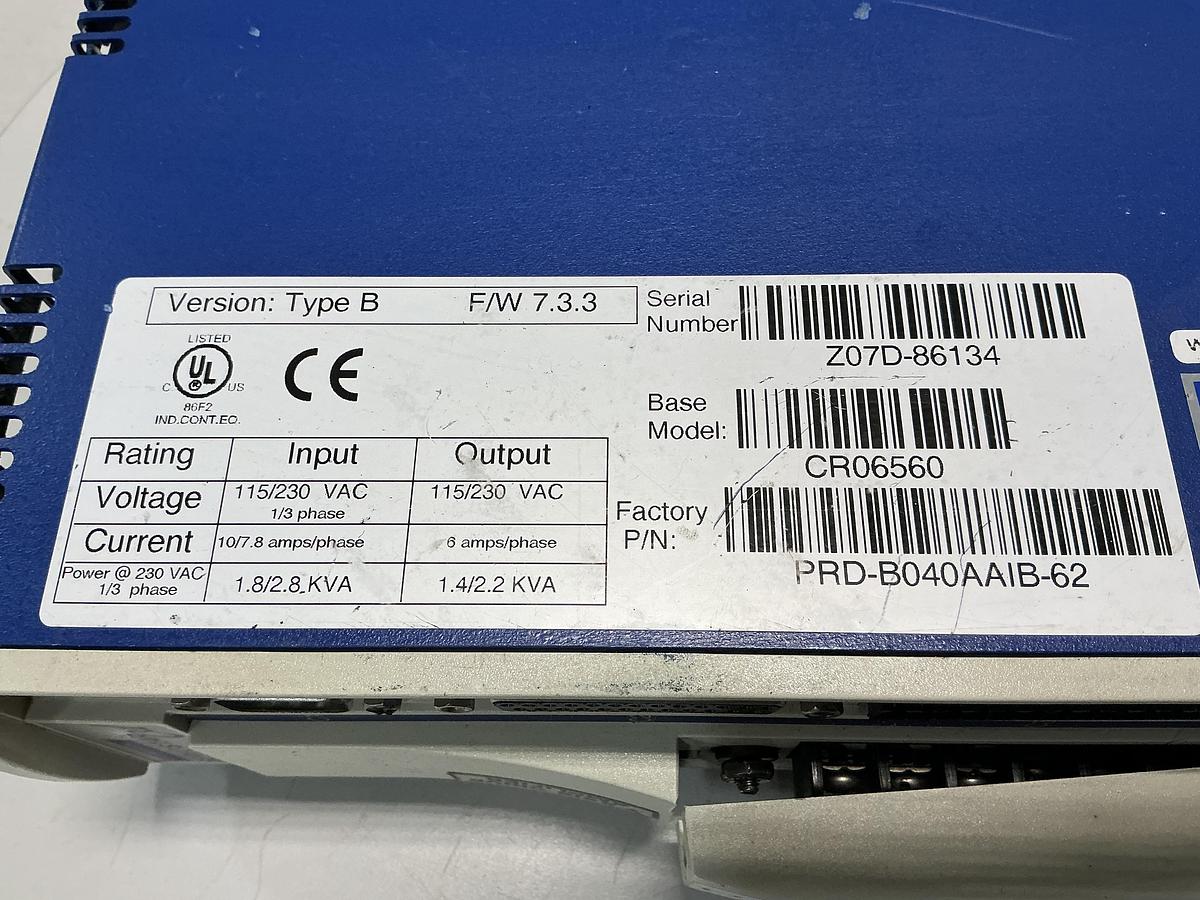 Version: Type B F/W 7.3.3
Serial
Number
Z07D-86134
LISTED
C UL ® US
86F2
IND.CONT.EQ.
CE
Base
Model:
CR06560
Rating Input Output
Voltage 115/230 VAC 115/230 VAC
1/3 phase
Current 10/7.8 amps/phase 6 amps/phase
Power @ 230 VAC 1.8/2.8 KVA 1.4/2.2 KVA
1/3 phase
Factory
P/N:
PRD-B040AAIB-62